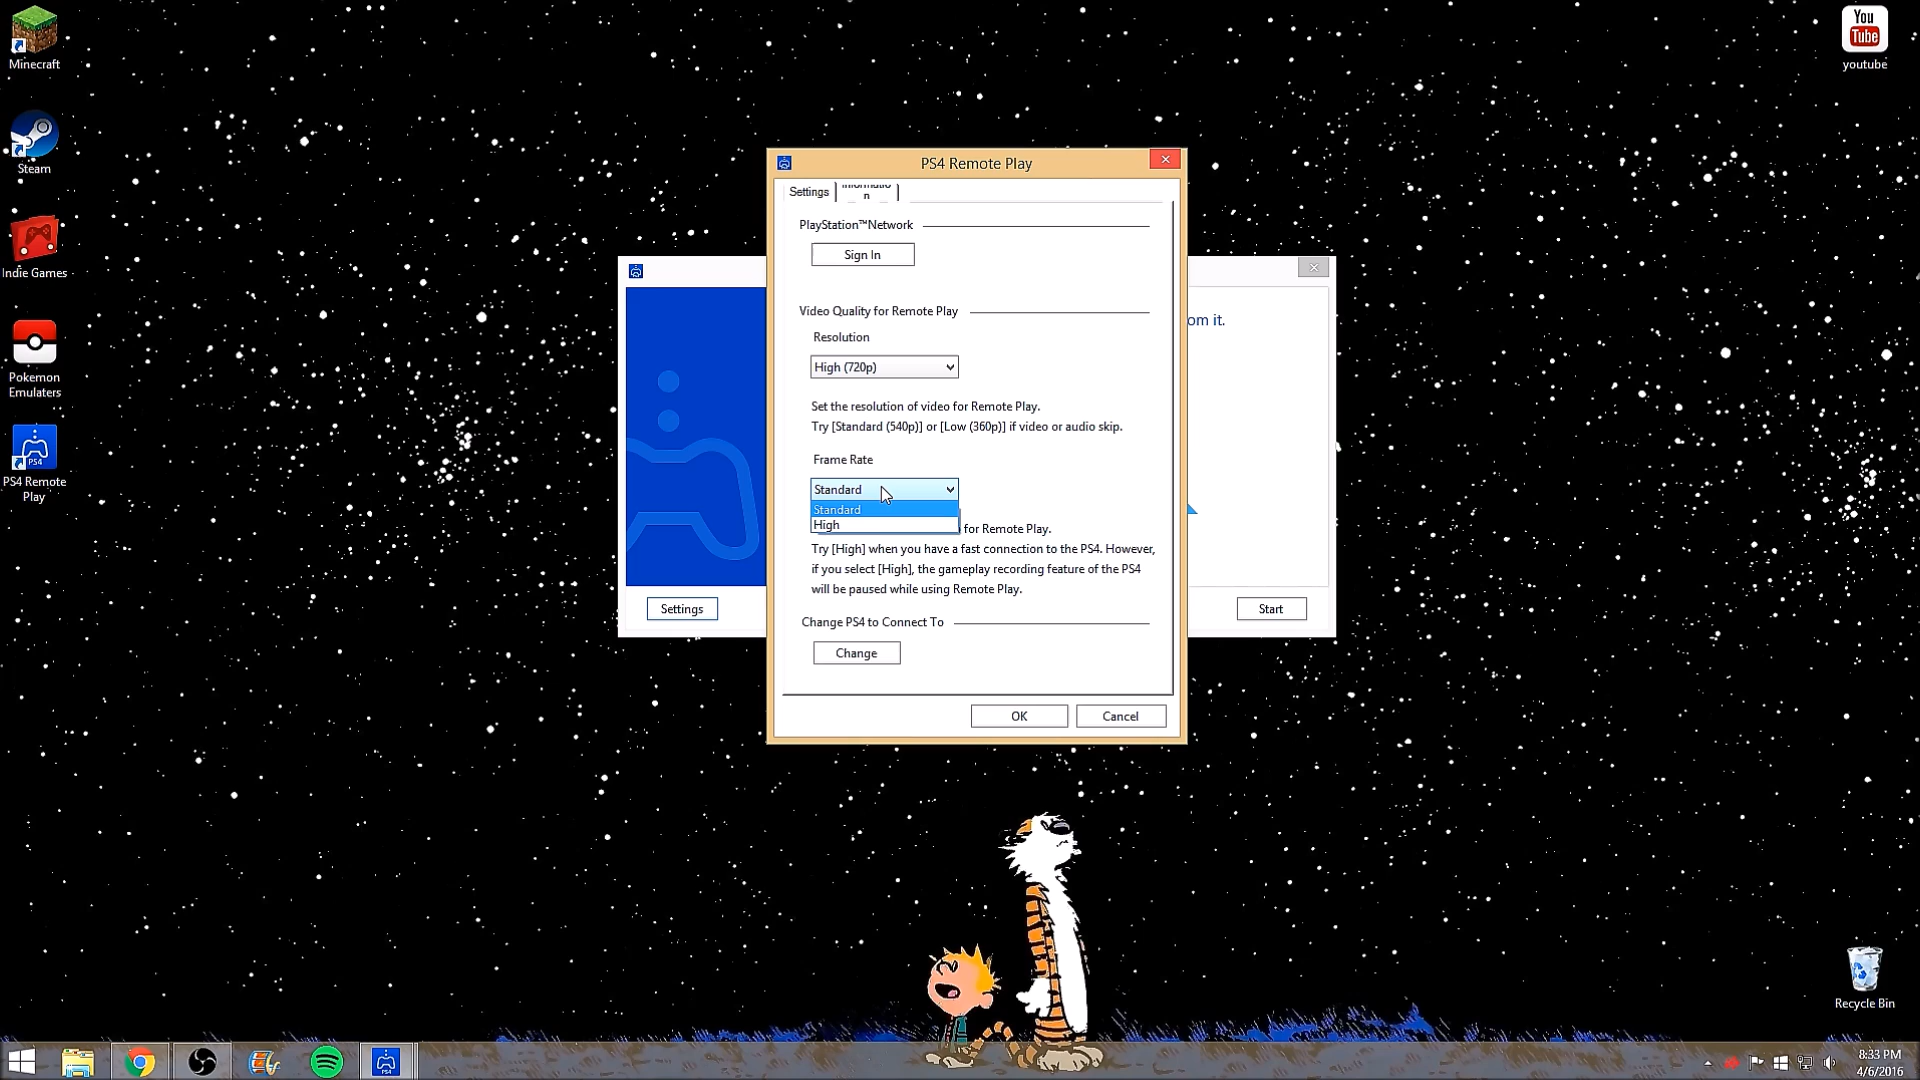 Minecraft
Steam
Indie Games
Pokemon
Emulaters
PS4
PS4 Remote
Play
You
Tube
youtube
PS4 Remote Play
Settings
Informatio
n
PlayStation™Network
Sign In
Video Quality for Remote Play
Resolution
High (720p)
Set the resolution of video for Remote Play.
Try [Standard (540p)] or [Low (360p)] if video or audio skip.
Frame Rate
Standard
Standard
High
for Remote Play.
Try [High] when you have a fast connection to the PS4. However,
if you select [High], the gameplay recording feature of the PS4
will be paused while using Remote Play.
Change PS4 to Connect To
Change
OK
Cancel
om it.
Settings
Start
Recycle Bin
PS4
8:33 PM
4/6/2016